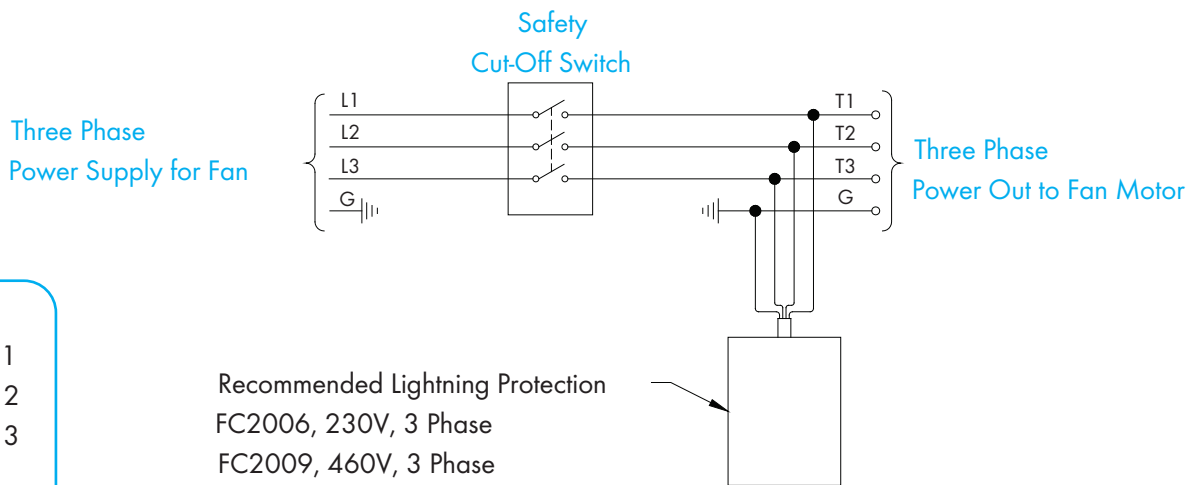 Safety
Cut-Off Switch
Three Phase
Power Supply for Fan
L1
L2
L3
G
T1
T2
T3
G
Three Phase
Power Out to Fan Motor
1
2
3
Recommended Lightning Protection
FC2006, 230V, 3 Phase
FC2009, 460V, 3 Phase